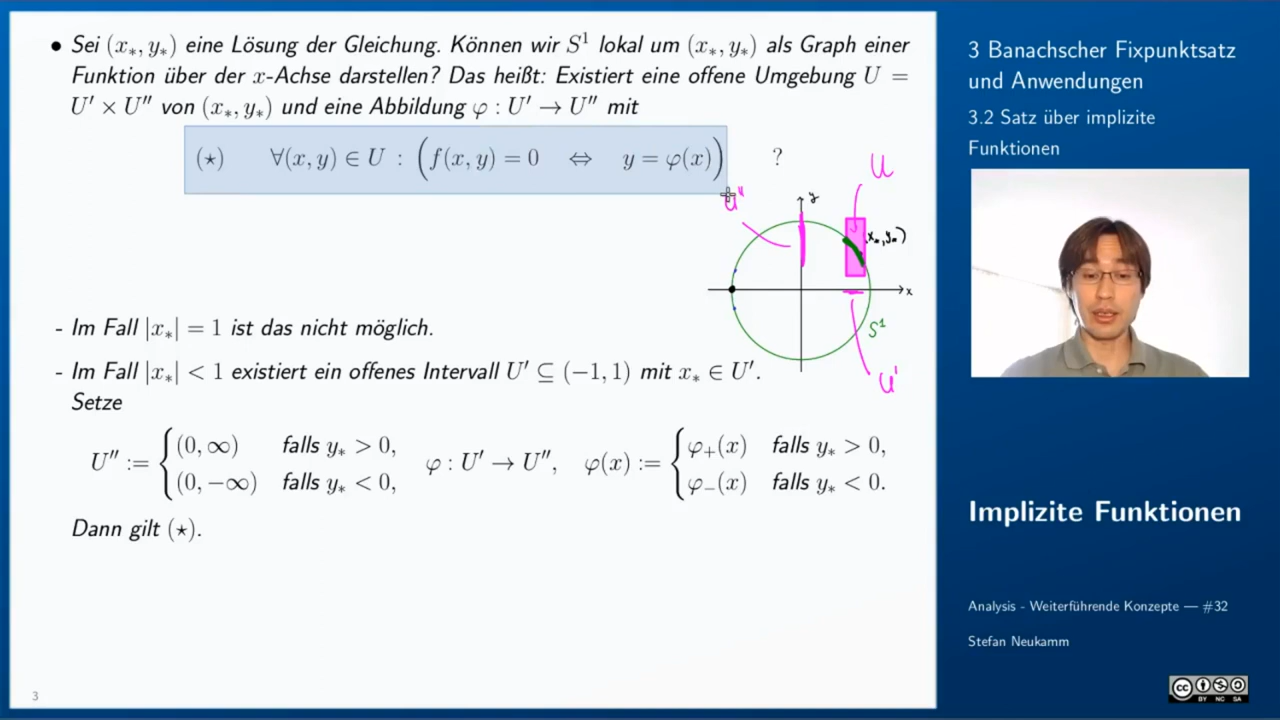 • Sei (x∗, y∗) eine Lösung der Gleichung. Können wir S¹ lokal um (x∗, y∗) als Graph einer
Funktion über der x-Achse darstellen? Das heißt: Existiert eine offene Umgebung U =
U′ × U″ von (x∗, y∗) und eine Abbildung φ : U′ → U″ mit
(⋆) ∀(x, y) ∈ U : (f(x, y) = 0 ⇔ y = φ(x)) ?
U
U″
y
(x∗,y∗)
x
S¹
U′
- Im Fall |x∗| = 1 ist das nicht möglich.
- Im Fall |x∗| < 1 existiert ein offenes Intervall U′ ⊆ (−1, 1) mit x∗ ∈ U′.
Setze
U″ := { (0, ∞) falls y∗ > 0, (0, −∞) falls y∗ < 0, φ : U′ → U″, φ(x) := { φ₊(x) falls y∗ > 0, φ₋(x) falls y∗ < 0.
Dann gilt (⋆).
3
3 Banachscher Fixpunktsatz
und Anwendungen
3.2 Satz über implizite
Funktionen
Implizite Funktionen
Analysis - Weiterführende Konzepte — #32
Stefan Neukamm
cc BY NC SA